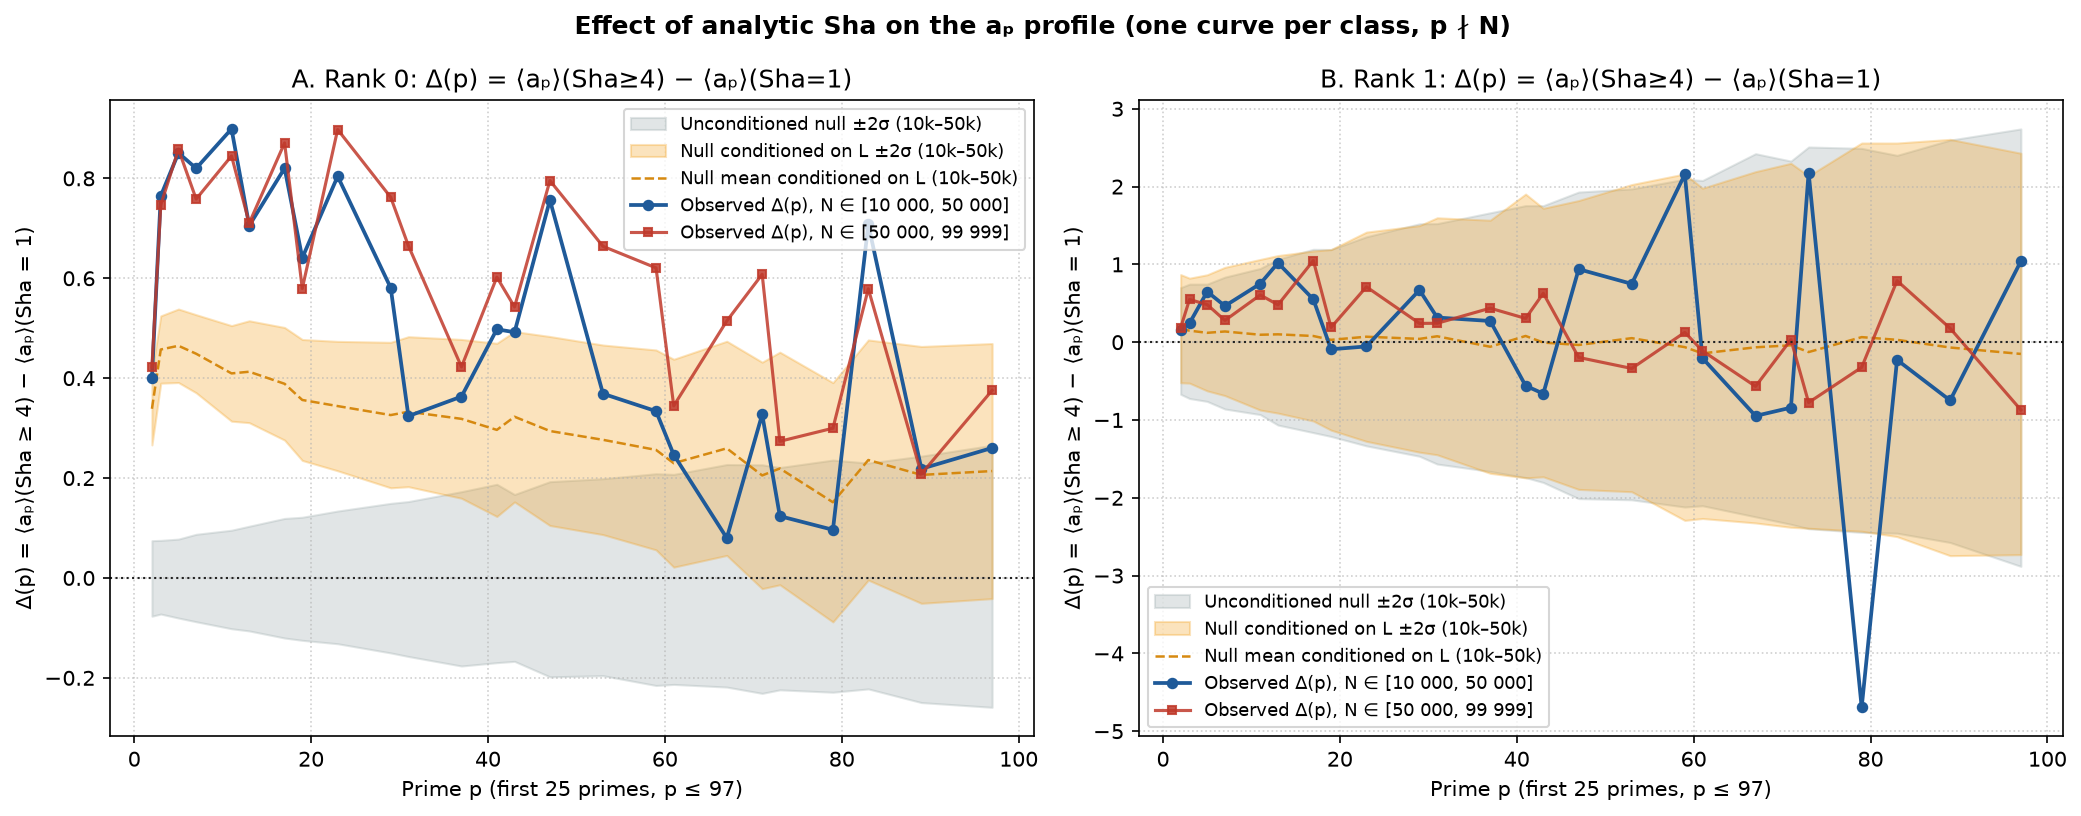 Effect of analytic Sha on the aₚ profile (one curve per class, p ∤ N)
A. Rank 0: Δ(p) = ⟨aₚ⟩(Sha≥4) − ⟨aₚ⟩(Sha=1)
Δ(p) = ⟨aₚ⟩(Sha ≥ 4) − ⟨aₚ⟩(Sha = 1)
0.8
0.6
0.4
0.2
0.0
−0.2
Unconditioned null ±2σ (10k–50k)
Null conditioned on L ±2σ (10k–50k)
Null mean conditioned on L (10k–50k)
Observed Δ(p), N ∈ [10 000, 50 000]
Observed Δ(p), N ∈ [50 000, 99 999]
0 20 40 60 80 100
Prime p (first 25 primes, p ≤ 97)
B. Rank 1: Δ(p) = ⟨aₚ⟩(Sha≥4) − ⟨aₚ⟩(Sha=1)
Δ(p) = ⟨aₚ⟩(Sha ≥ 4) − ⟨aₚ⟩(Sha = 1)
3
2
1
0
−1
−2
−3
−4
−5
Unconditioned null ±2σ (10k–50k)
Null conditioned on L ±2σ (10k–50k)
Null mean conditioned on L (10k–50k)
Observed Δ(p), N ∈ [10 000, 50 000]
Observed Δ(p), N ∈ [50 000, 99 999]
0 20 40 60 80 100
Prime p (first 25 primes, p ≤ 97)